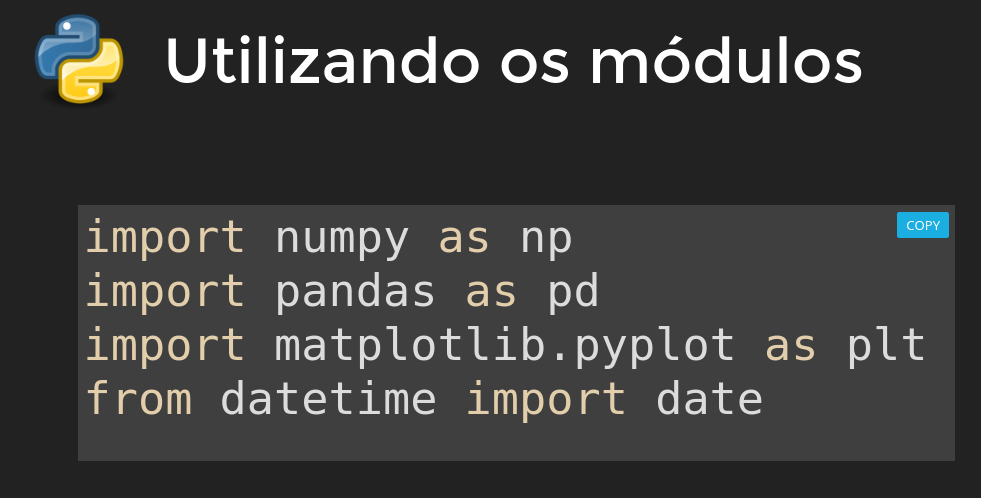 Utilizando os módulos
COPY
import numpy as np
import pandas as pd
import matplotlib.pyplot as plt
from datetime import date